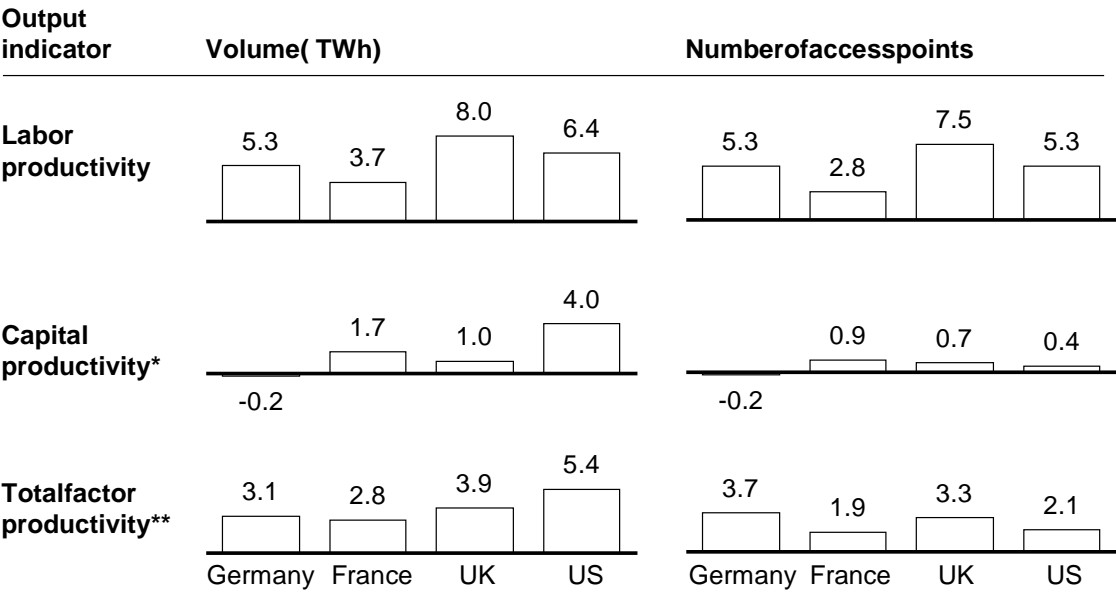 Output
indicator
Volume( TWh)
Numberofaccesspoints
Labor
productivity
5.3
3.7
8.0
6.4
5.3
2.8
7.5
5.3
Capital
productivity*
-0.2
1.7
1.0
4.0
-0.2
0.9
0.7
0.4
Totalfactor
productivity**
3.1
2.8
3.9
5.4
3.7
1.9
3.3
2.1
Germany France UK US
Germany France UK US